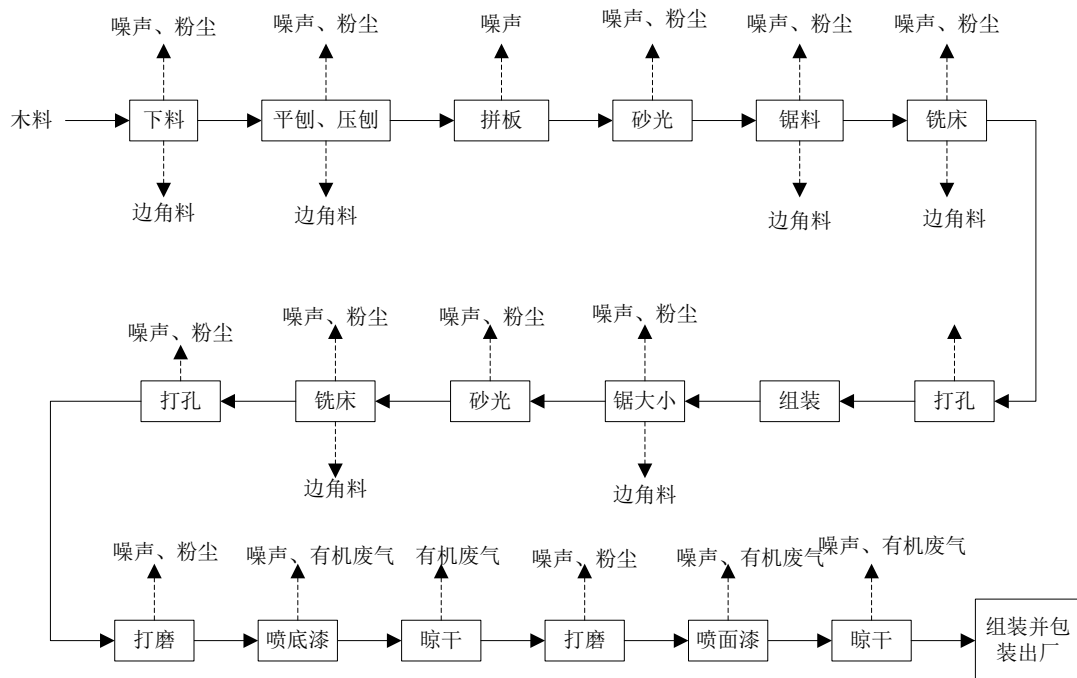 噪声、粉尘
噪声、粉尘
噪声
噪声、粉尘
噪声、粉尘
噪声、粉尘
木料
下料
平刨、压刨
拼板
砂光
锯料
铣床
边角料
边角料
边角料
边角料
噪声、粉尘
噪声、粉尘
噪声、粉尘
噪声、粉尘
打孔
铣床
砂光
锯大小
组装
打孔
边角料
边角料
噪声、粉尘
噪声、有机废气
有机废气
噪声、粉尘
噪声、有机废气
噪声、有机废气
打磨
喷底漆
晾干
打磨
喷面漆
晾干
组装并包
装出厂